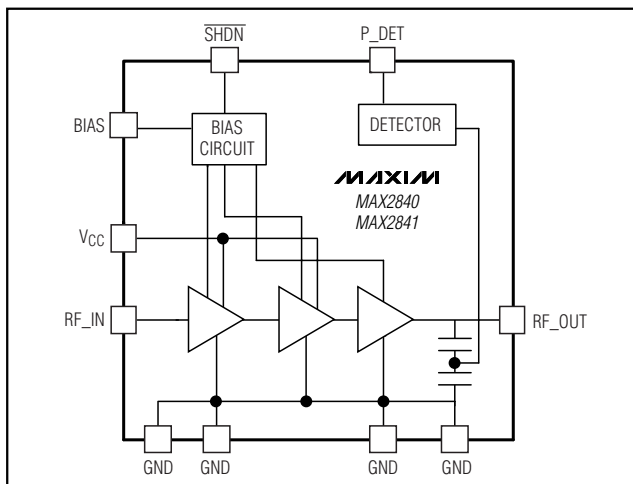 SHDN
P_DET
BIAS
BIAS
CIRCUIT
DETECTOR
MAXIM
MAX2840
MAX2841
VCC
RF_IN
RF_OUT
GND
GND
GND
GND